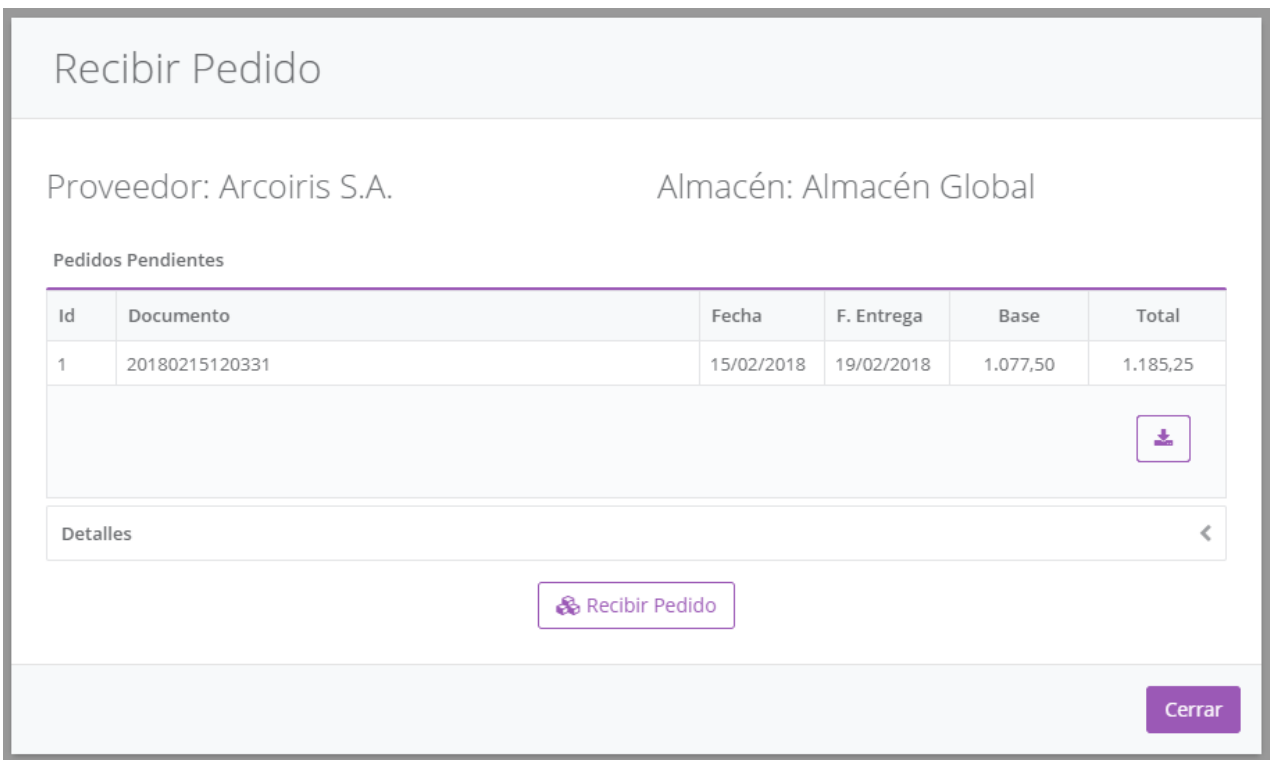 Recibir Pedido
Proveedor: Arcoiris S.A. Almacén: Almacén Global
Pedidos Pendientes
Id Documento Fecha F. Entrega Base Total
1 20180215120331 15/02/2018 19/02/2018 1.077,50 1.185,25
Detalles
Recibir Pedido
Cerrar